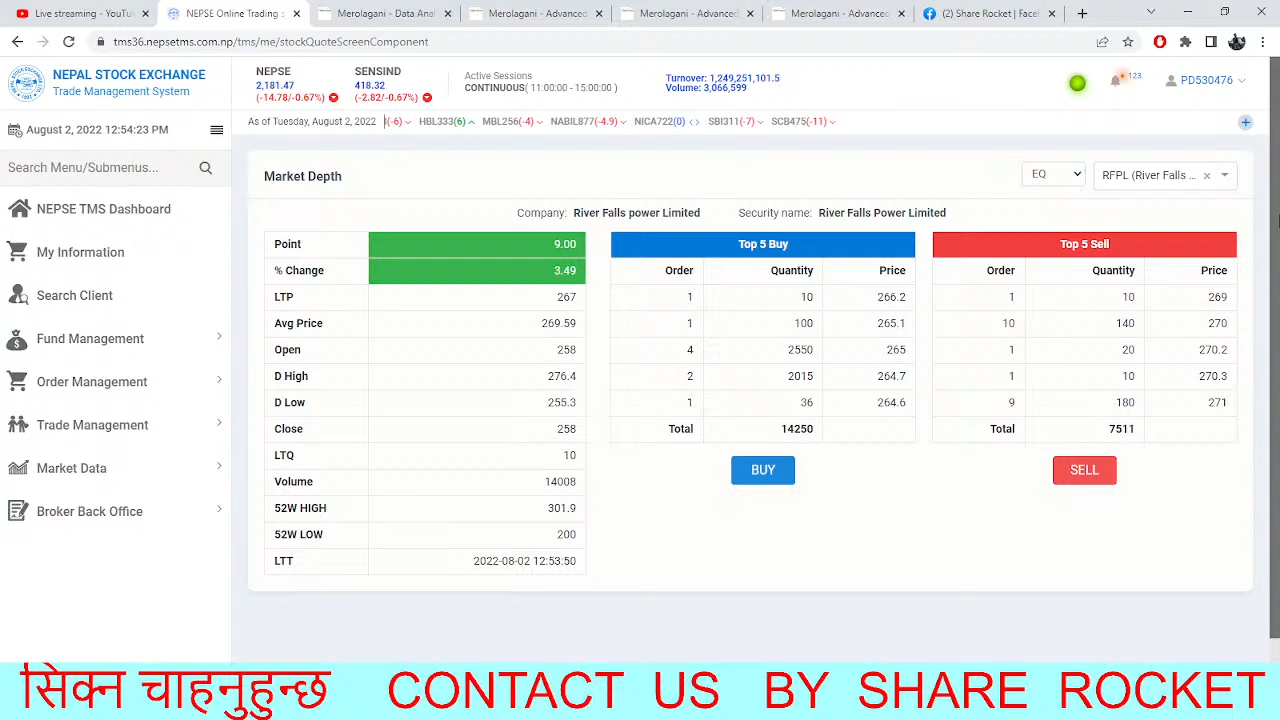 Live streaming - YouTu
NEPSE Online Trading s
Merolagani - Data Anal
Merolagani - Advanced
Merolagani - Advanced
Merolagani - Advanced
(2) Share Rocket | Face
tms36.nepsetms.com.np/tms/me/stockQuoteScreenComponent
NEPAL STOCK EXCHANGE
Trade Management System
NEPSE
2,181.47
(-14.78/-0.67%)
SENSIND
418.32
(-2.82/-0.67%)
Active Sessions
CONTINUOUS( 11:00:00 - 15:00:00 )
Turnover: 1,249,251,101.5
Volume: 3,066,599
123
PD530476
August 2, 2022 12:54:23 PM
As of Tuesday, August 2, 2022 (-6) HBL333(6) MBL256(-4) NABIL877(-4.9) NICA722(0) SBI311(-7) SCB475(-11)
Search Menu/Submenus...
NEPSE TMS Dashboard
My Information
Search Client
Fund Management
Order Management
Trade Management
Market Data
Broker Back Office
Market Depth
EQ
RFPL (River Falls ...
Company: River Falls power Limited Security name: River Falls Power Limited
Point 9.00
% Change 3.49
LTP 267
Avg Price 269.59
Open 258
D High 276.4
D Low 255.3
Close 258
LTQ 10
Volume 14008
52W HIGH 301.9
52W LOW 200
LTT 2022-08-02 12:53:50
Top 5 Buy
Order Quantity Price
1 10 266.2
1 100 265.1
4 2550 265
2 2015 264.7
1 36 264.6
Total 14250
BUY
Top 5 Sell
Order Quantity Price
1 10 269
10 140 270
1 20 270.2
1 10 270.3
9 180 271
Total 7511
SELL
सिक्न चाहनुहुन्छ CONTACT US BY SHARE ROCKET